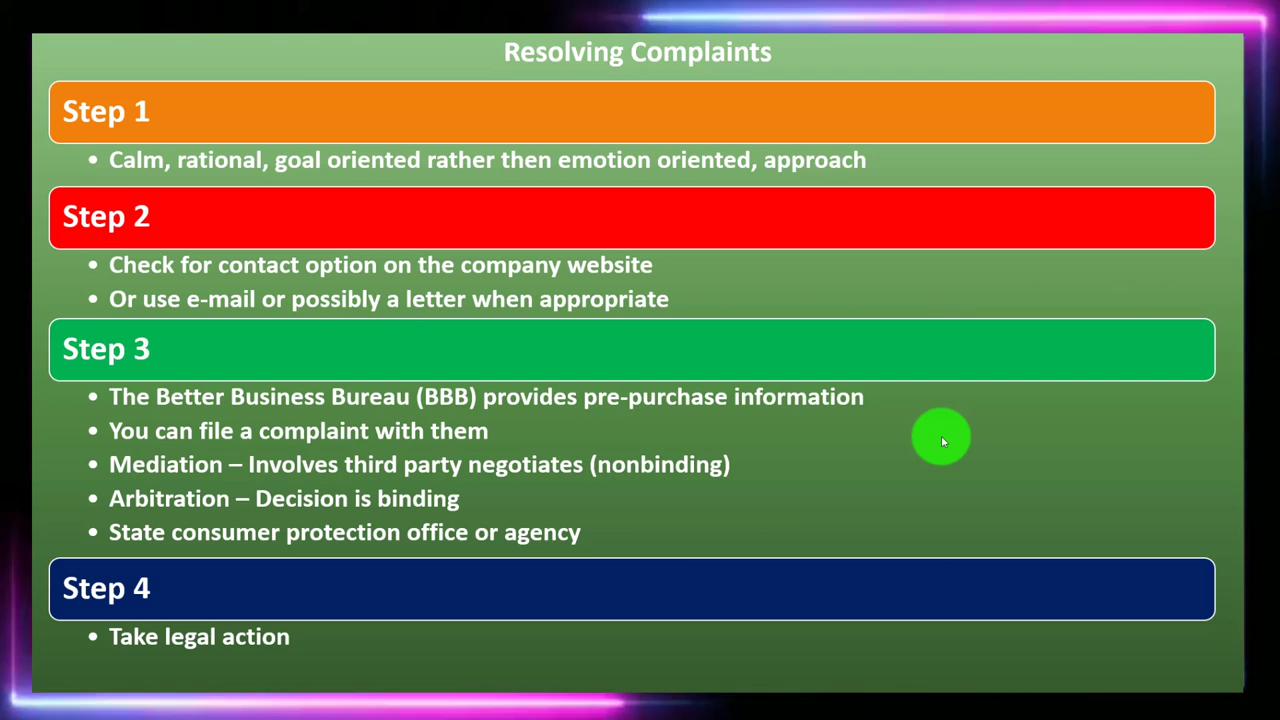 Resolving Complaints
Step 1
• Calm, rational, goal oriented rather then emotion oriented, approach
Step 2
• Check for contact option on the company website
• Or use e-mail or possibly a letter when appropriate
Step 3
• The Better Business Bureau (BBB) provides pre-purchase information
• You can file a complaint with them
• Mediation – Involves third party negotiates (nonbinding)
• Arbitration – Decision is binding
• State consumer protection office or agency
Step 4
• Take legal action